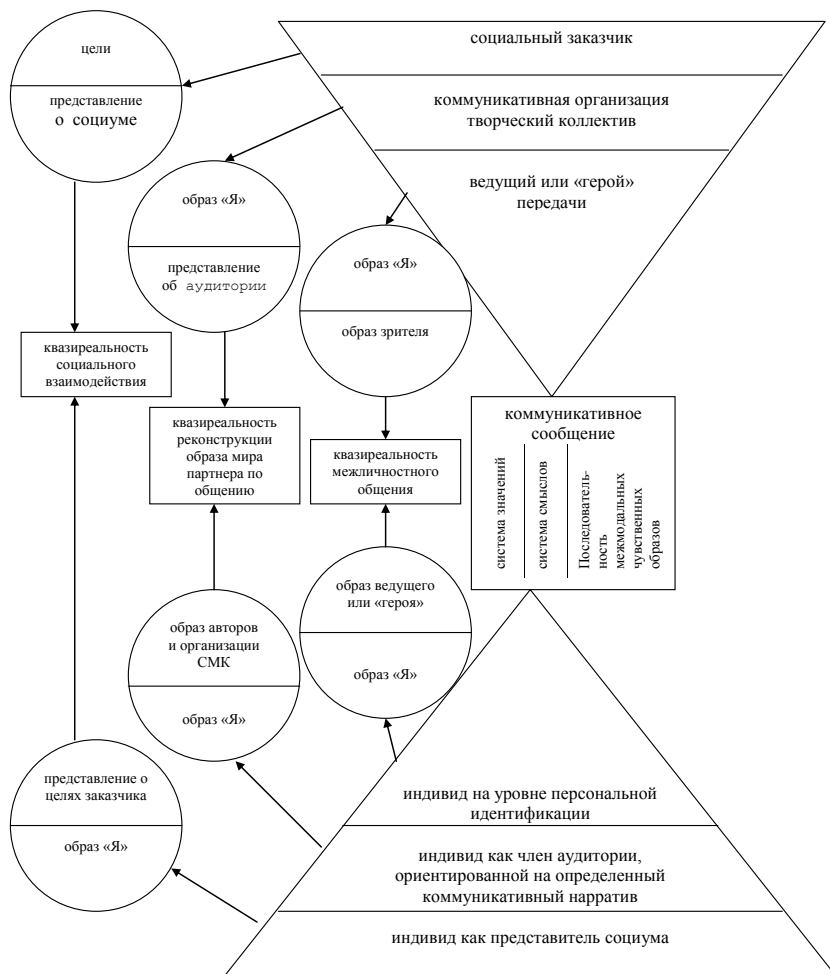 цели
представление
о социуме
социальный заказчик
коммуникативная организация
творческий коллектив
ведущий или «герой»
передачи
образ «Я»
представление
об аудитории
образ «Я»
образ зрителя
квазиреальность
социального
взаимодействия
квазиреальность
реконструкции
образа мира
партнера по
общению
квазиреальность
межличностного
общения
коммуникативное
сообщение
система значений
система смыслов
Последователь-
ность
межмодальных
чувственных
образов
образ ведущего
или «героя»
образ «Я»
образ авторов
и организации
СМК
образ «Я»
представление о
целях заказчика
образ «Я»
индивид на уровне персональной
идентификации
индивид как член аудитории,
ориентированной на определенный
коммуникативный нарратив
индивид как представитель социума